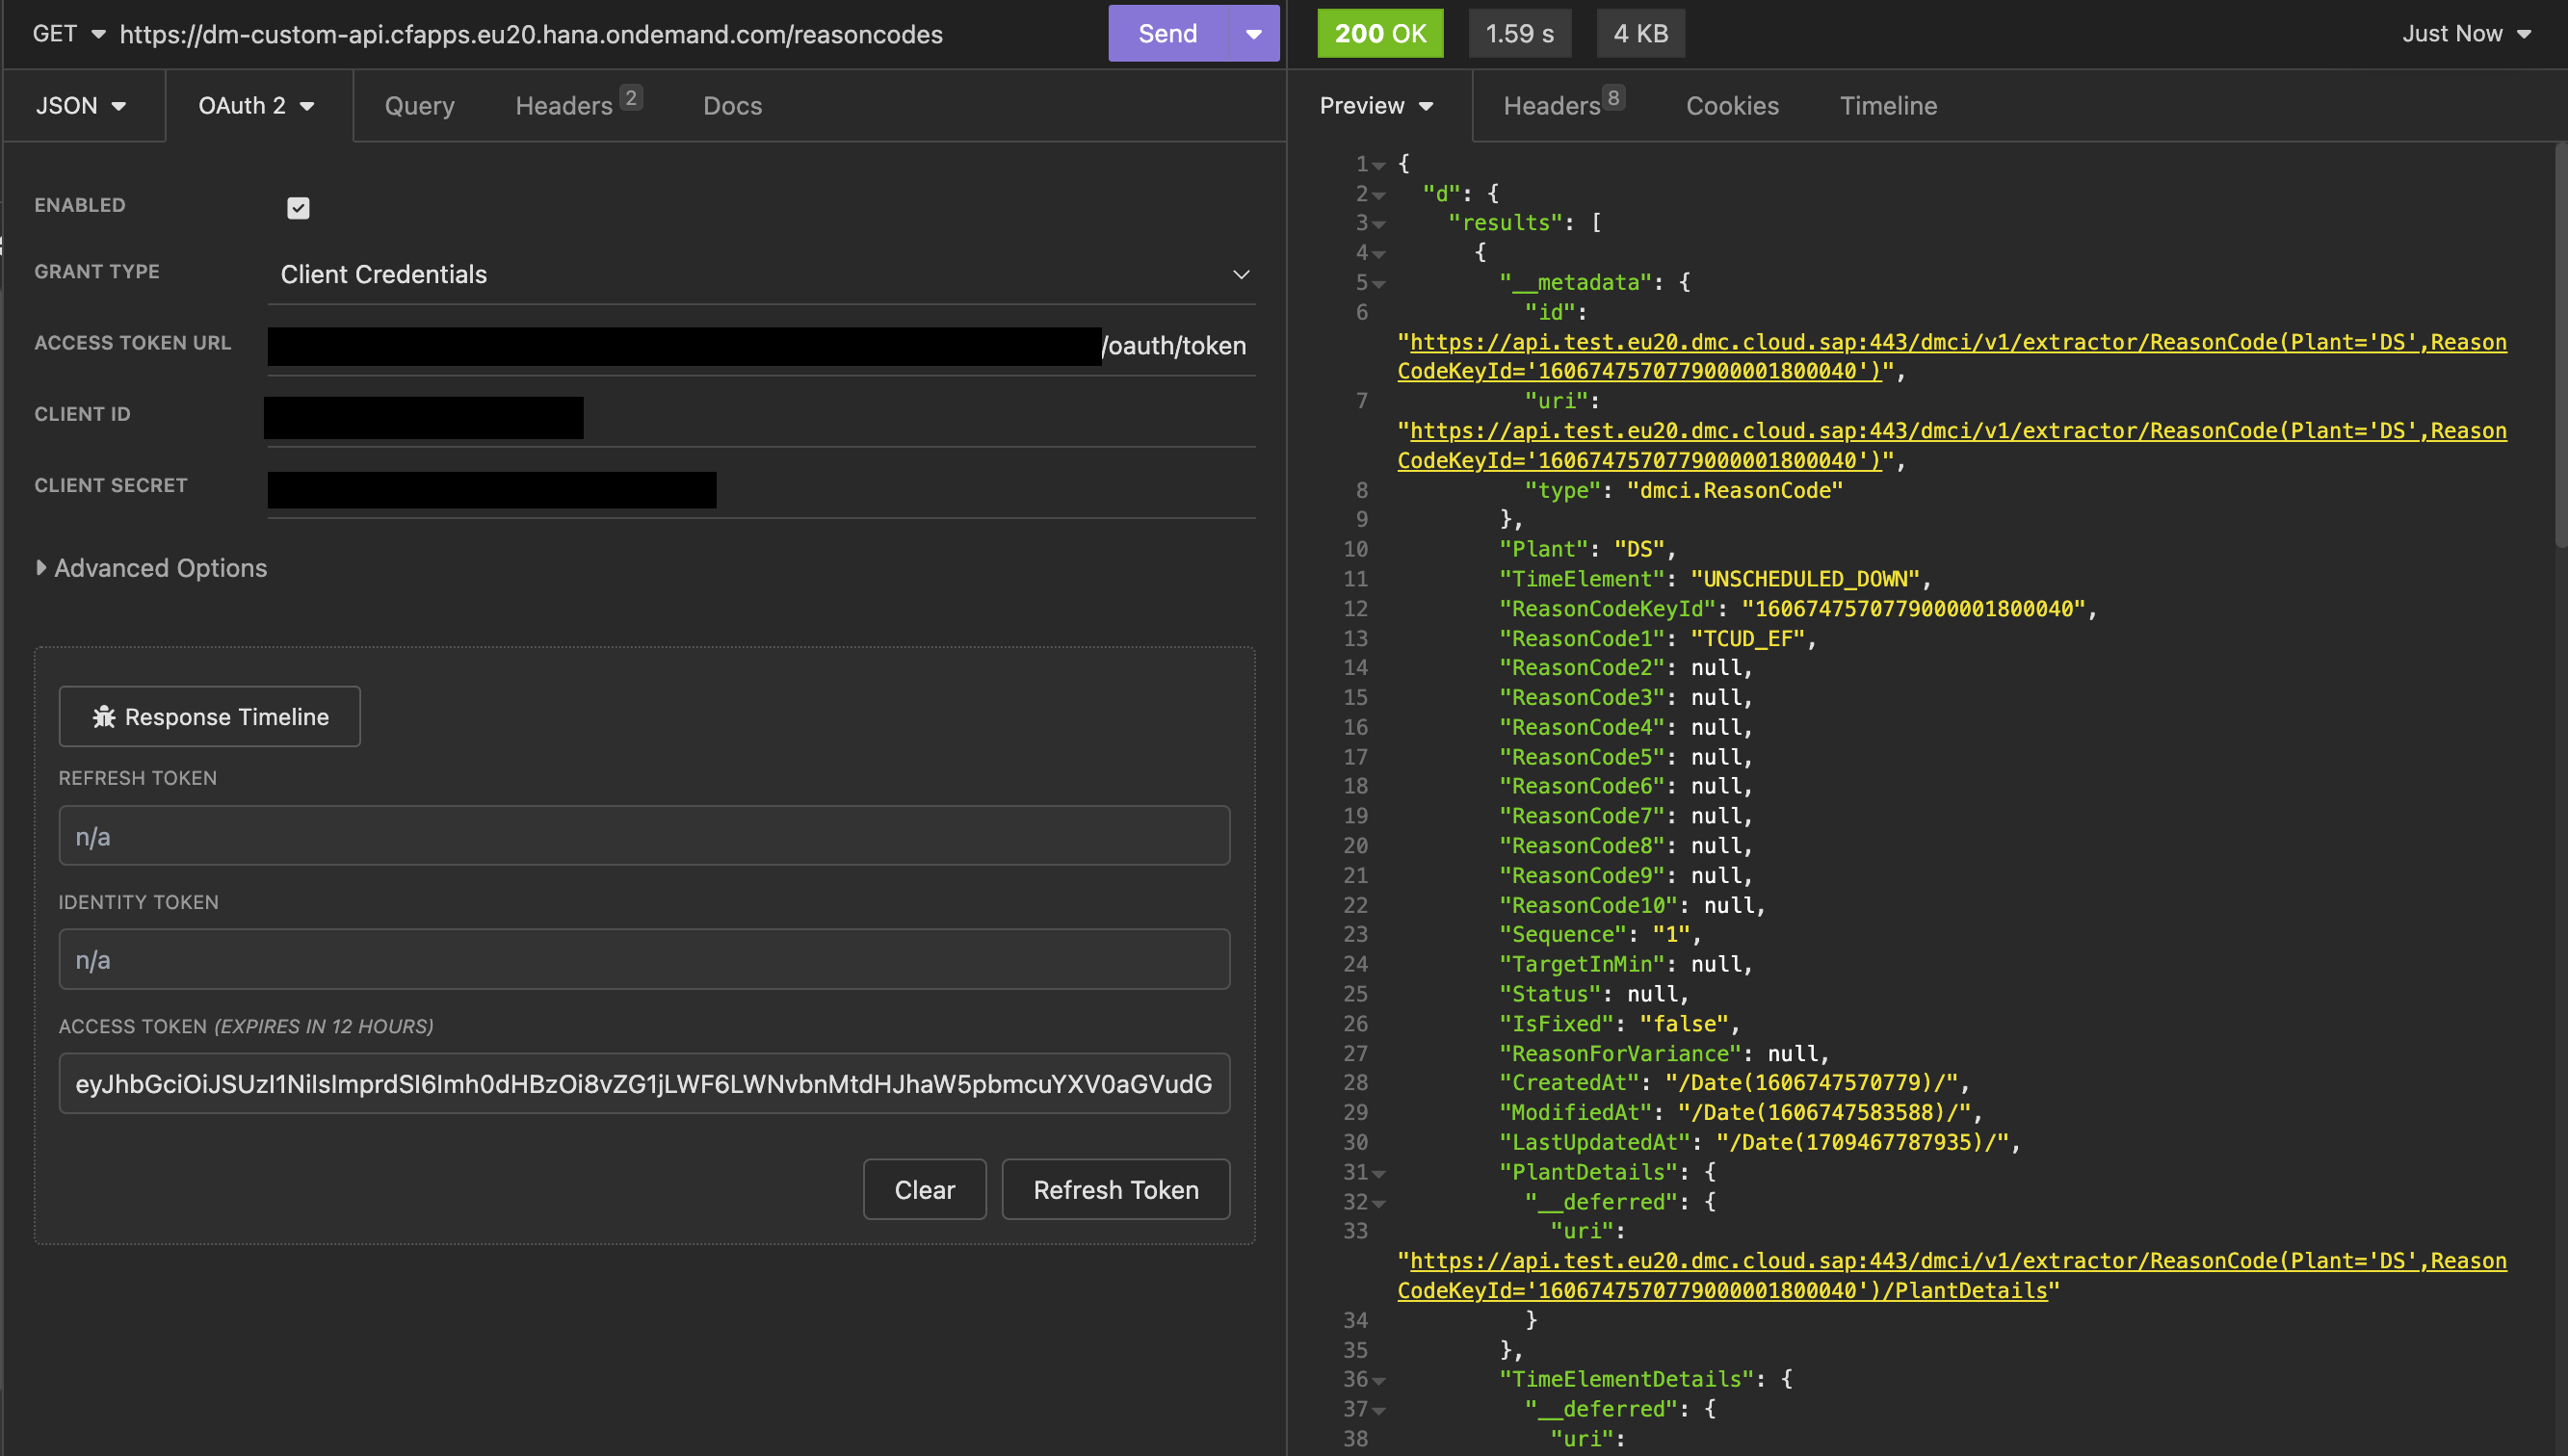 GET https://dm-custom-api.cfapps.eu20.hana.ondemand.com/reasoncodes Send
JSON OAuth 2 Query Headers 2 Docs
ENABLED
GRANT TYPE Client Credentials
ACCESS TOKEN URL /oauth/token
CLIENT ID
CLIENT SECRET
Advanced Options
Response Timeline
REFRESH TOKEN
n/a
IDENTITY TOKEN
n/a
ACCESS TOKEN (EXPIRES IN 12 HOURS)
eyJhbGciOiJSUzI1NiIsImprdSI6Imh0dHBzOi8vZG1jLWF6LWNvbnMtdHJhaW5pbmcuYXV0aGVudG
Clear Refresh Token
200 OK 1.59 s 4 KB Just Now
Preview Headers 8 Cookies Timeline
1 {
2 "d": {
3 "results": [
4 {
5 "__metadata": {
6 "id":
"https://api.test.eu20.dmc.cloud.sap:443/dmci/v1/extractor/ReasonCode(Plant='DS',Reason
CodeKeyId='1606747570779000001800040')",
7 "uri":
"https://api.test.eu20.dmc.cloud.sap:443/dmci/v1/extractor/ReasonCode(Plant='DS',Reason
CodeKeyId='1606747570779000001800040')",
8 "type": "dmci.ReasonCode"
9 },
10 "Plant": "DS",
11 "TimeElement": "UNSCHEDULED_DOWN",
12 "ReasonCodeKeyId": "1606747570779000001800040",
13 "ReasonCode1": "TCUD_EF",
14 "ReasonCode2": null,
15 "ReasonCode3": null,
16 "ReasonCode4": null,
17 "ReasonCode5": null,
18 "ReasonCode6": null,
19 "ReasonCode7": null,
20 "ReasonCode8": null,
21 "ReasonCode9": null,
22 "ReasonCode10": null,
23 "Sequence": "1",
24 "TargetInMin": null,
25 "Status": null,
26 "IsFixed": "false",
27 "ReasonForVariance": null,
28 "CreatedAt": "/Date(1606747570779)/",
29 "ModifiedAt": "/Date(1606747583588)/",
30 "LastUpdatedAt": "/Date(1709467787935)/",
31 "PlantDetails": {
32 "__deferred": {
33 "uri":
"https://api.test.eu20.dmc.cloud.sap:443/dmci/v1/extractor/ReasonCode(Plant='DS',Reason
CodeKeyId='1606747570779000001800040')/PlantDetails"
34 }
35 },
36 "TimeElementDetails": {
37 "__deferred": {
38 "uri":